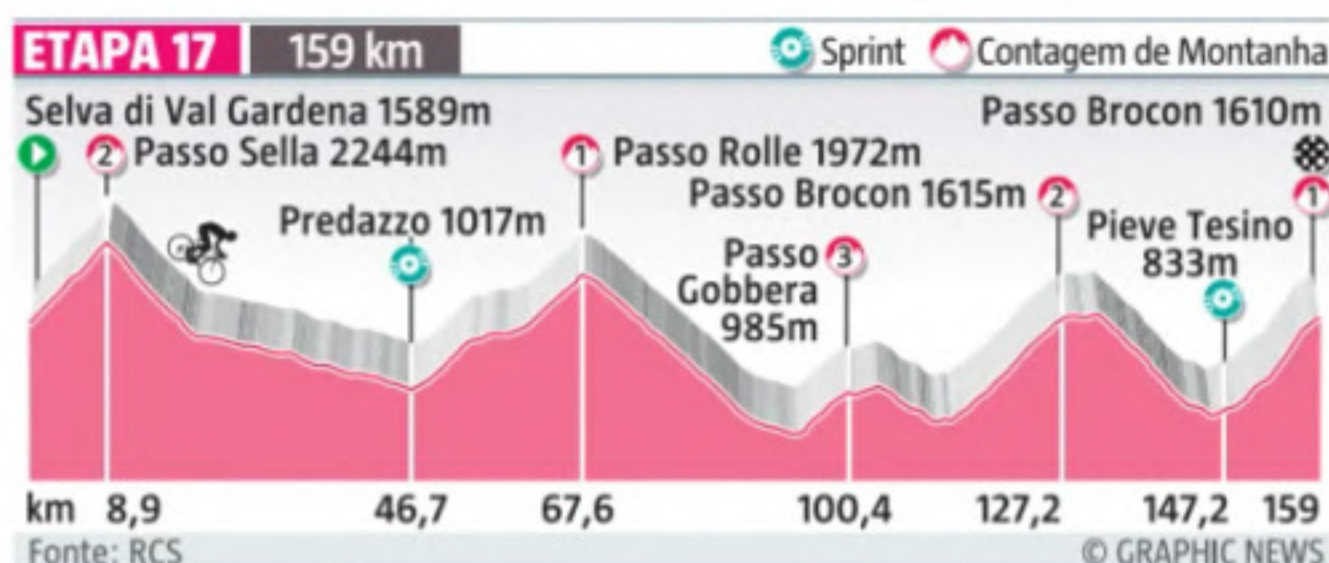 ETAPA 17 159 km Sprint Contagem de Montanha
Selva di Val Gardena 1589m Passo Brocon 1610m
2 Passo Sella 2244m 1 Passo Rolle 1972m
Passo Brocon 1615m 2 1
Predazzo 1017m Pieve Tesino
833m
Passo 3
Gobbera
985m
km 8,9 46,7 67,6 100,4 127,2 147,2 159
Fonte: RCS © GRAPHIC NEWS